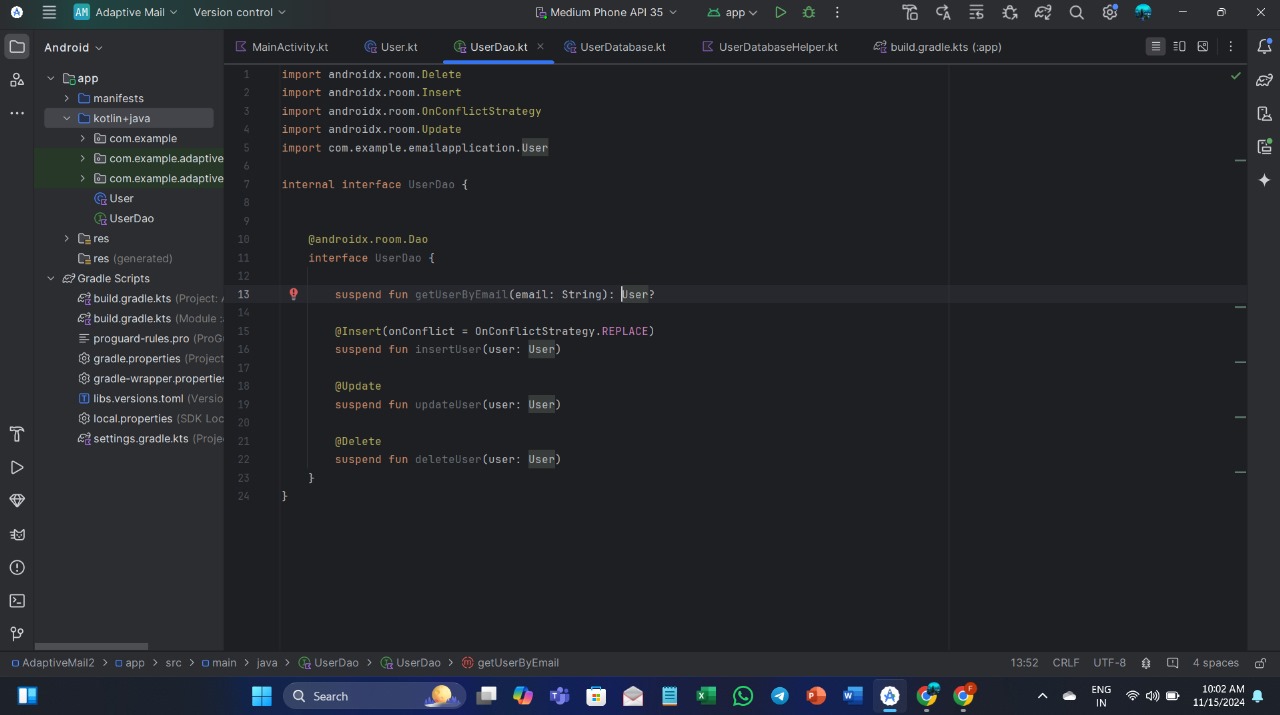 AM Adaptive Mail Version control Medium Phone API 35 app
Android
MainActivity.kt User.kt UserDao.kt UserDatabase.kt UserDatabaseHelper.kt build.gradle.kts (:app)
app
manifests
kotlin+java
com.example
com.example.adaptive
com.example.adaptive
User
UserDao
res
res (generated)
Gradle Scripts
build.gradle.kts (Project: A
build.gradle.kts (Module :a
proguard-rules.pro (ProG
gradle.properties (Project
gradle-wrapper.properties
libs.versions.toml (Versio
local.properties (SDK Loc
settings.gradle.kts (Proje
1 import androidx.room.Delete
2 import androidx.room.Insert
3 import androidx.room.OnConflictStrategy
4 import androidx.room.Update
5 import com.example.emailapplication.User
6
7 internal interface UserDao {
8
9
10 @androidx.room.Dao
11 interface UserDao {
12
13 suspend fun getUserByEmail(email: String): User?
14
15 @Insert(onConflict = OnConflictStrategy.REPLACE)
16 suspend fun insertUser(user: User)
17
18 @Update
19 suspend fun updateUser(user: User)
20
21 @Delete
22 suspend fun deleteUser(user: User)
23 }
24 }
AdaptiveMail2 > app > src > main > java > UserDao > UserDao > getUserByEmail 13:52 CRLF UTF-8 4 spaces
Search ENG IN 10:02 AM 11/15/2024